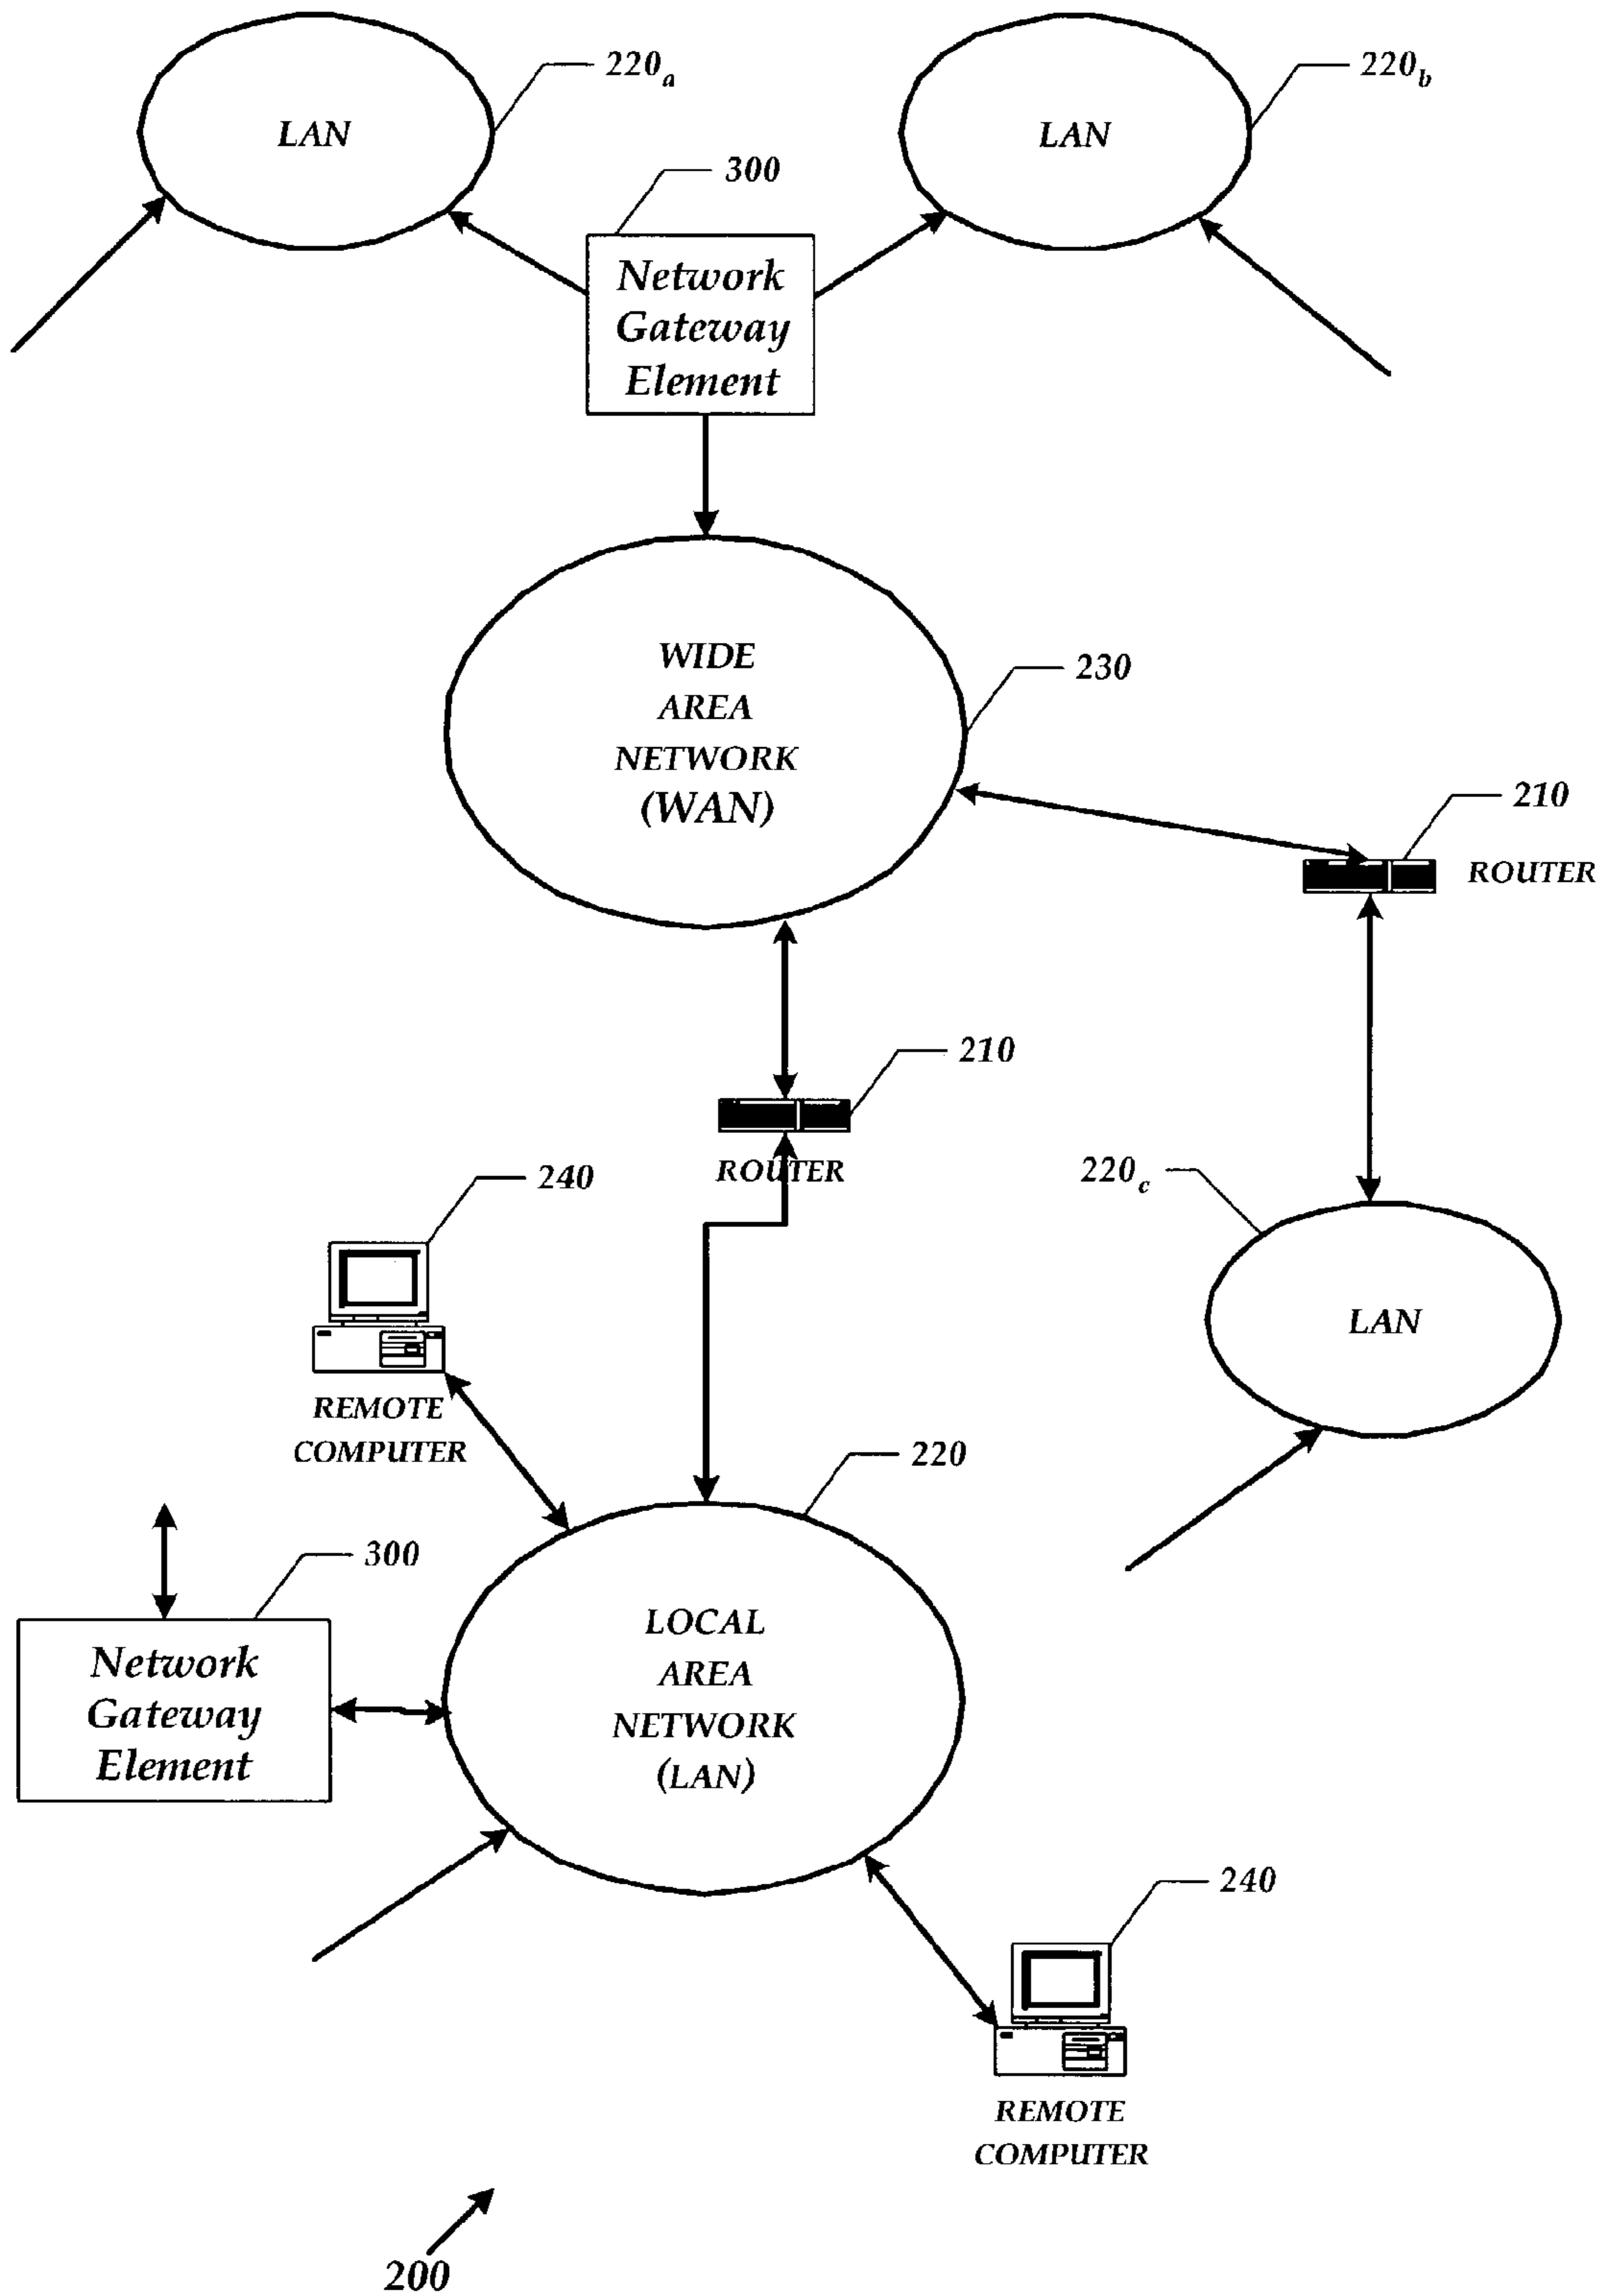 220a
220b
LAN
LAN
300
Network
Gateway
Element
WIDE
AREA
NETWORK
(WAN)
230
210
ROUTER
210
ROUTER
220c
240
LAN
REMOTE
COMPUTER
220
300
LOCAL
AREA
NETWORK
(LAN)
Network
Gateway
Element
240
REMOTE
COMPUTER
200